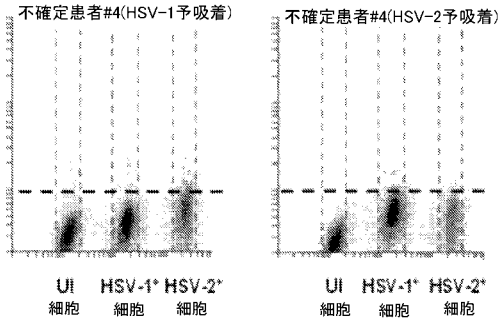 不確定患者#4(HSV-1予吸着)
不確定患者#4(HSV-2予吸着)
UI HSV-1* HSV-2*
細胞 細胞 細胞
UI HSV-1* HSV-2*
細胞 細胞 細胞